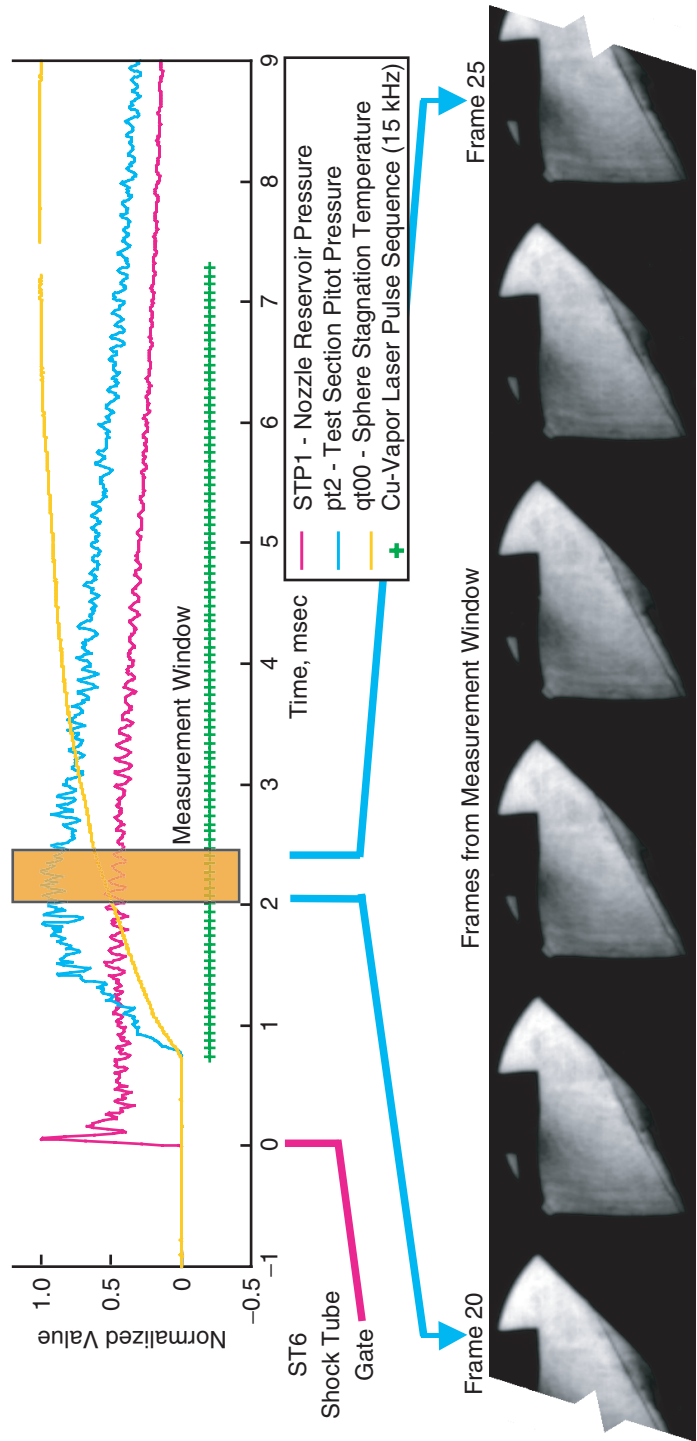 Normalized Value
1.0
0.5
0
−0.5
−1
0
1
2
3
4
5
6
7
8
9
Measurement Window
Time, msec
STP1 - Nozzle Reservoir Pressure
pt2 - Test Section Pitot Pressure
qt00 - Sphere Stagnation Temperature
Cu-Vapor Laser Pulse Sequence (15 kHz)
ST6
Shock Tube
Gate
Frame 20
Frames from Measurement Window
Frame 25